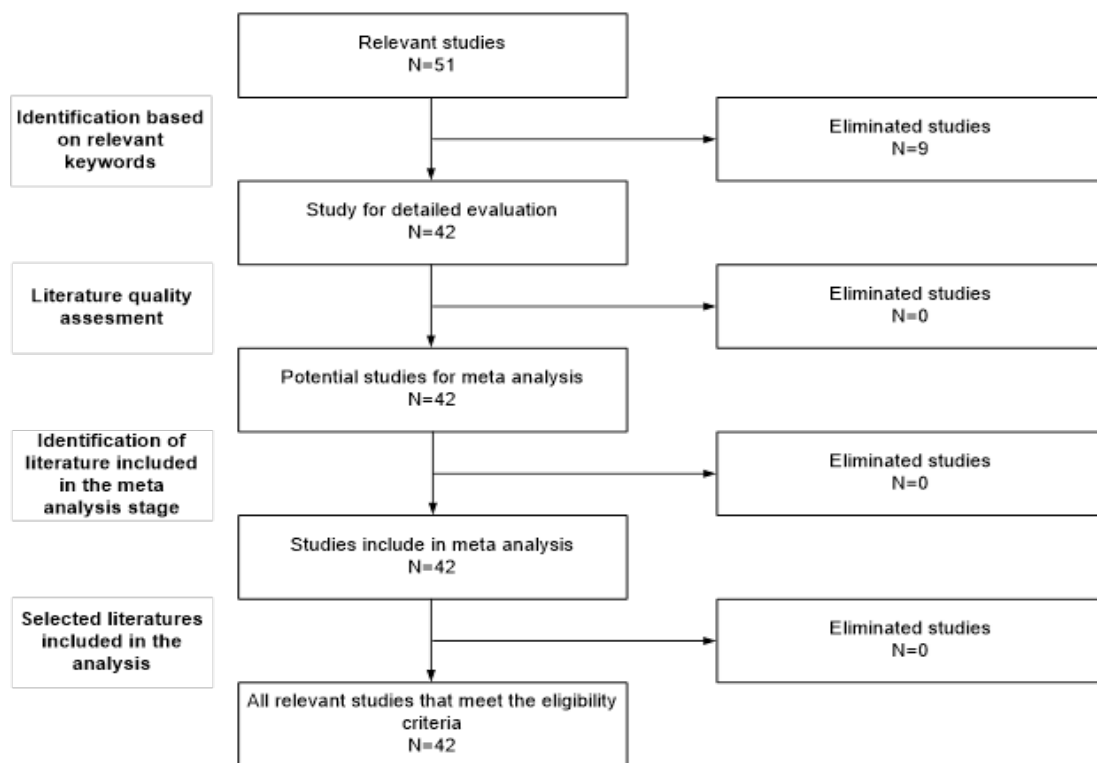 Relevant studies
N=51
Identification based
on relevant
keywords
Eliminated studies
N=9
Study for detailed evaluation
N=42
Literature quality
assesment
Eliminated studies
N=0
Potential studies for meta analysis
N=42
Identification of
literature included
in the meta
analysis stage
Eliminated studies
N=0
Studies include in meta analysis
N=42
Selected literatures
included in the
analysis
Eliminated studies
N=0
All relevant studies that meet the eligibility
criteria
N=42